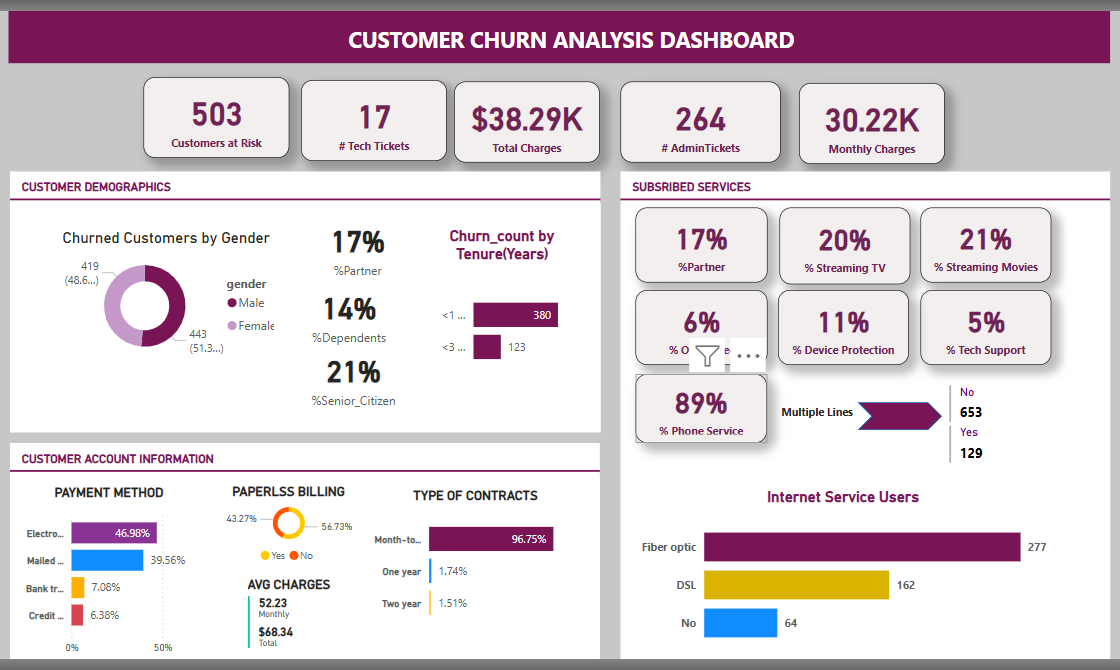 CUSTOMER CHURN ANALYSIS DASHBOARD
503
Customers at Risk
17
# Tech Tickets
$38.29K
Total Charges
264
# AdminTickets
30.22K
Monthly Charges
CUSTOMER DEMOGRAPHICS
Churned Customers by Gender
419
(48.6...)
443
(51.3...)
gender
Male
Female
17%
%Partner
14%
%Dependents
21%
%Senior_Citizen
Churn_count by
Tenure(Years)
<1 ... 380
<3 ... 123
SUBSRIBED SERVICES
17%
%Partner
20%
% Streaming TV
21%
% Streaming Movies
6%
% O
11%
% Device Protection
5%
% Tech Support
89%
% Phone Service
Multiple Lines
No
653
Yes
129
Internet Service Users
Fiber optic 277
DSL 162
No 64
CUSTOMER ACCOUNT INFORMATION
PAYMENT METHOD
Electro... 46.98%
Mailed ... 39.56%
Bank tr... 7.08%
Credit ... 6.38%
0% 50%
PAPERLSS BILLING
43.27% 56.73%
Yes No
AVG CHARGES
52.23
Monthly
$68.34
Total
TYPE OF CONTRACTS
Month-to... 96.75%
One year 1.74%
Two year 1.51%